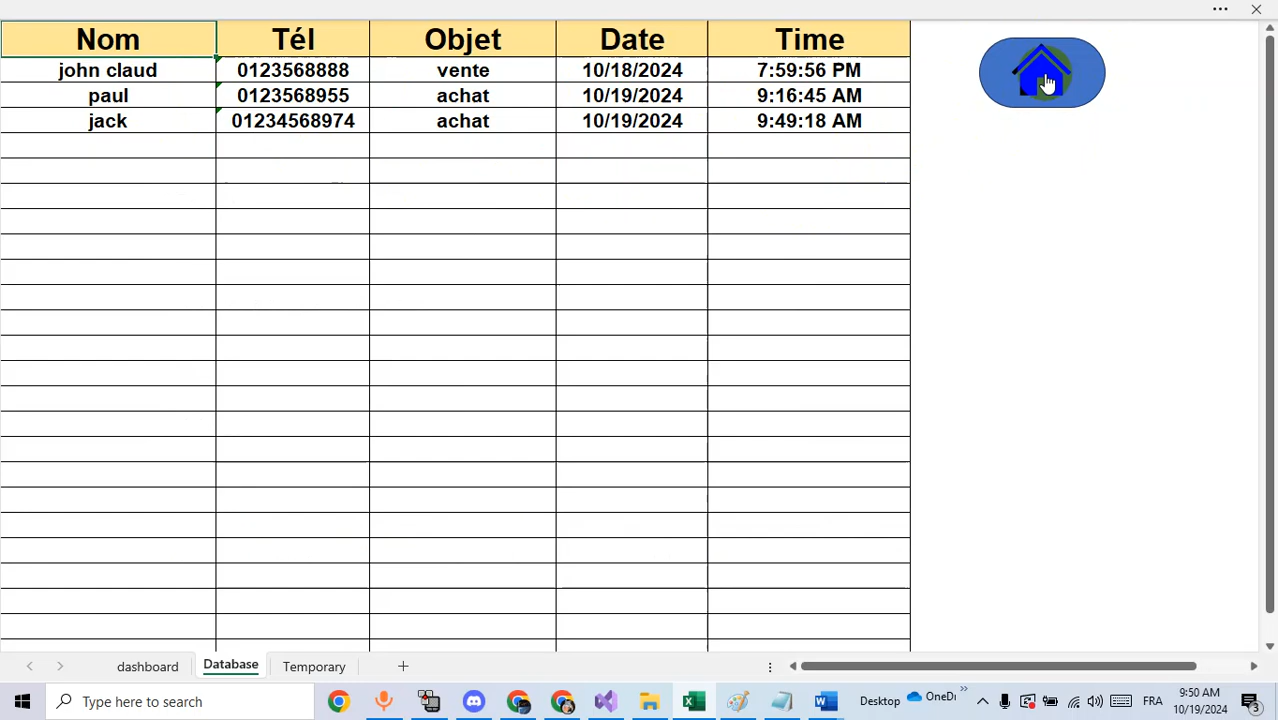 Nom Tél Objet Date Time
john claud 0123568888 vente 10/18/2024 7:59:56 PM
paul 0123568955 achat 10/19/2024 9:16:45 AM
jack 01234568974 achat 10/19/2024 9:49:18 AM
dashboard Database Temporary
Type here to search Desktop OneDi FRA 9:50 AM
10/19/2024 3